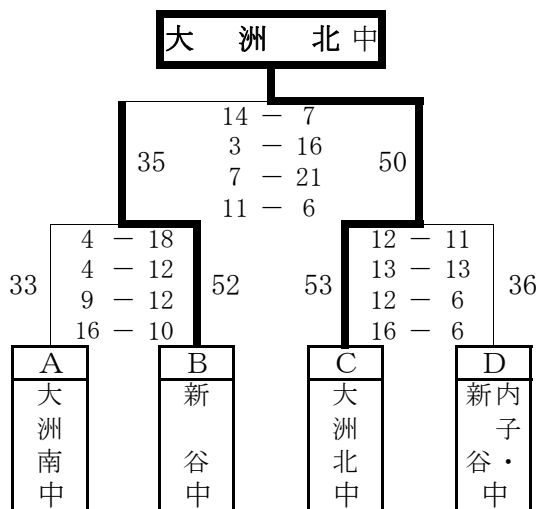 大洲北中
14 － 7
3 － 16
35 7 － 21 50
11 － 6
4 － 18 12 － 11
4 － 12 13 － 13
33 9 － 12 52 53 12 － 6 36
16 － 10 16 － 6
A B C D
大洲南中
新谷中
大洲北中
内子・
新谷中